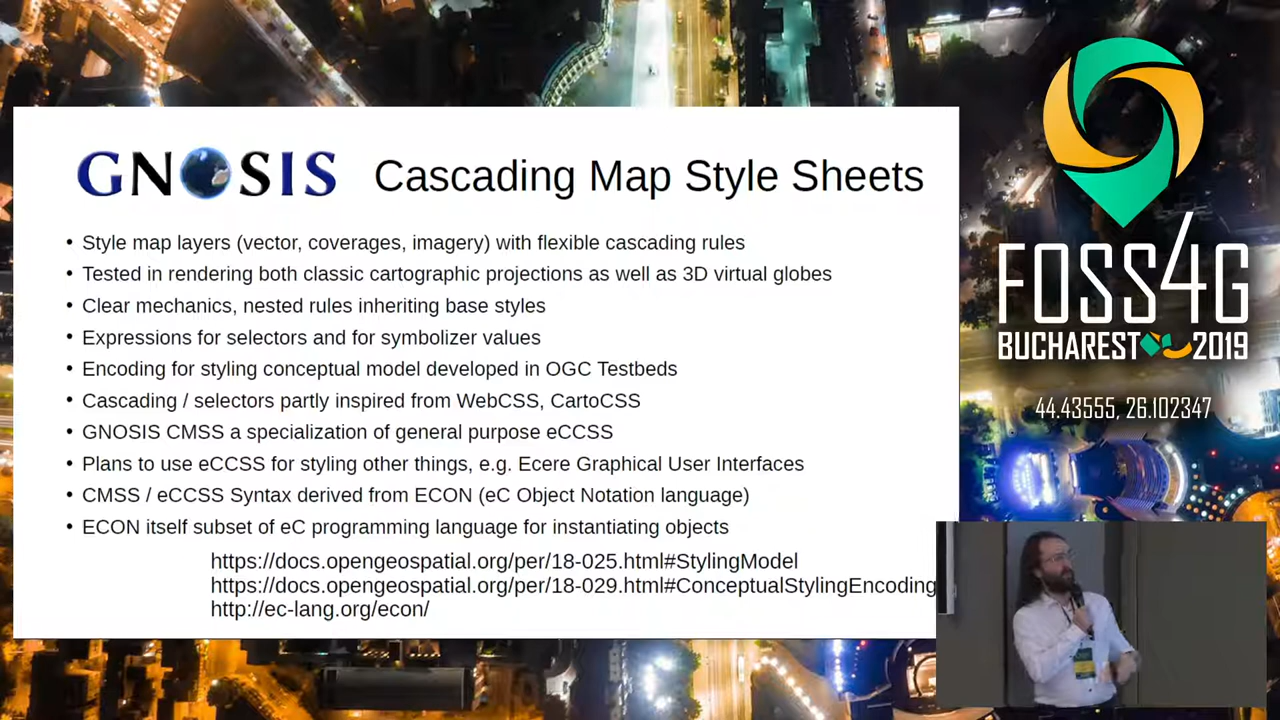 GNOSIS Cascading Map Style Sheets
• Style map layers (vector, coverages, imagery) with flexible cascading rules
• Tested in rendering both classic cartographic projections as well as 3D virtual globes
• Clear mechanics, nested rules inheriting base styles
• Expressions for selectors and for symbolizer values
• Encoding for styling conceptual model developed in OGC Testbeds
• Cascading / selectors partly inspired from WebCSS, CartoCSS
• GNOSIS CMSS a specialization of general purpose eCCSS
• Plans to use eCCSS for styling other things, e.g. Ecere Graphical User Interfaces
• CMSS / eCCSS Syntax derived from ECON (eC Object Notation language)
• ECON itself subset of eC programming language for instantiating objects
https://docs.opengeospatial.org/per/18-025.html#StylingModel
https://docs.opengeospatial.org/per/18-029.html#ConceptualStylingEncoding
http://ec-lang.org/econ/
FOSS4G
BUCHAREST 2019
44.43555, 26.102347